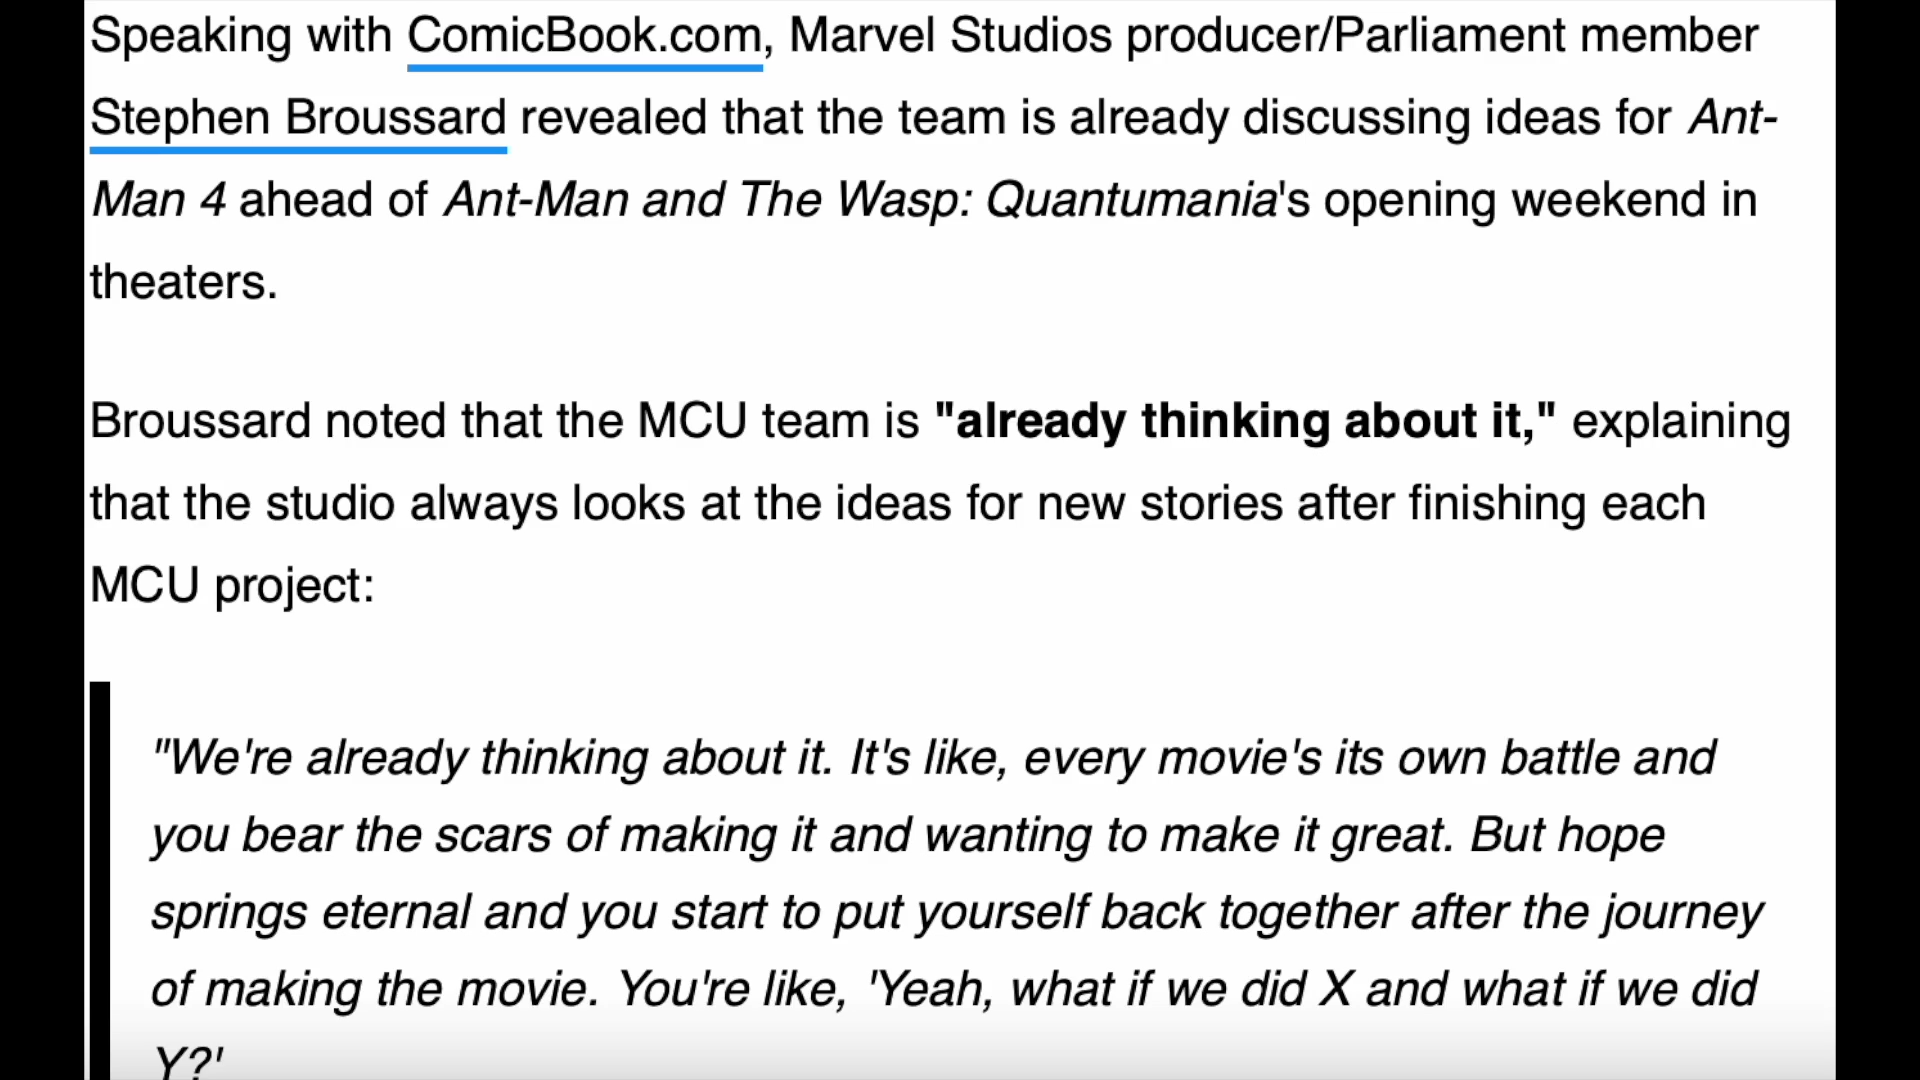 Speaking with ComicBook.com, Marvel Studios producer/Parliament member
Stephen Broussard revealed that the team is already discussing ideas for Ant-
Man 4 ahead of Ant-Man and The Wasp: Quantumania's opening weekend in
theaters.
Broussard noted that the MCU team is "already thinking about it," explaining
that the studio always looks at the ideas for new stories after finishing each
MCU project:
"We're already thinking about it. It's like, every movie's its own battle and
you bear the scars of making it and wanting to make it great. But hope
springs eternal and you start to put yourself back together after the journey
of making the movie. You're like, 'Yeah, what if we did X and what if we did
Y?'